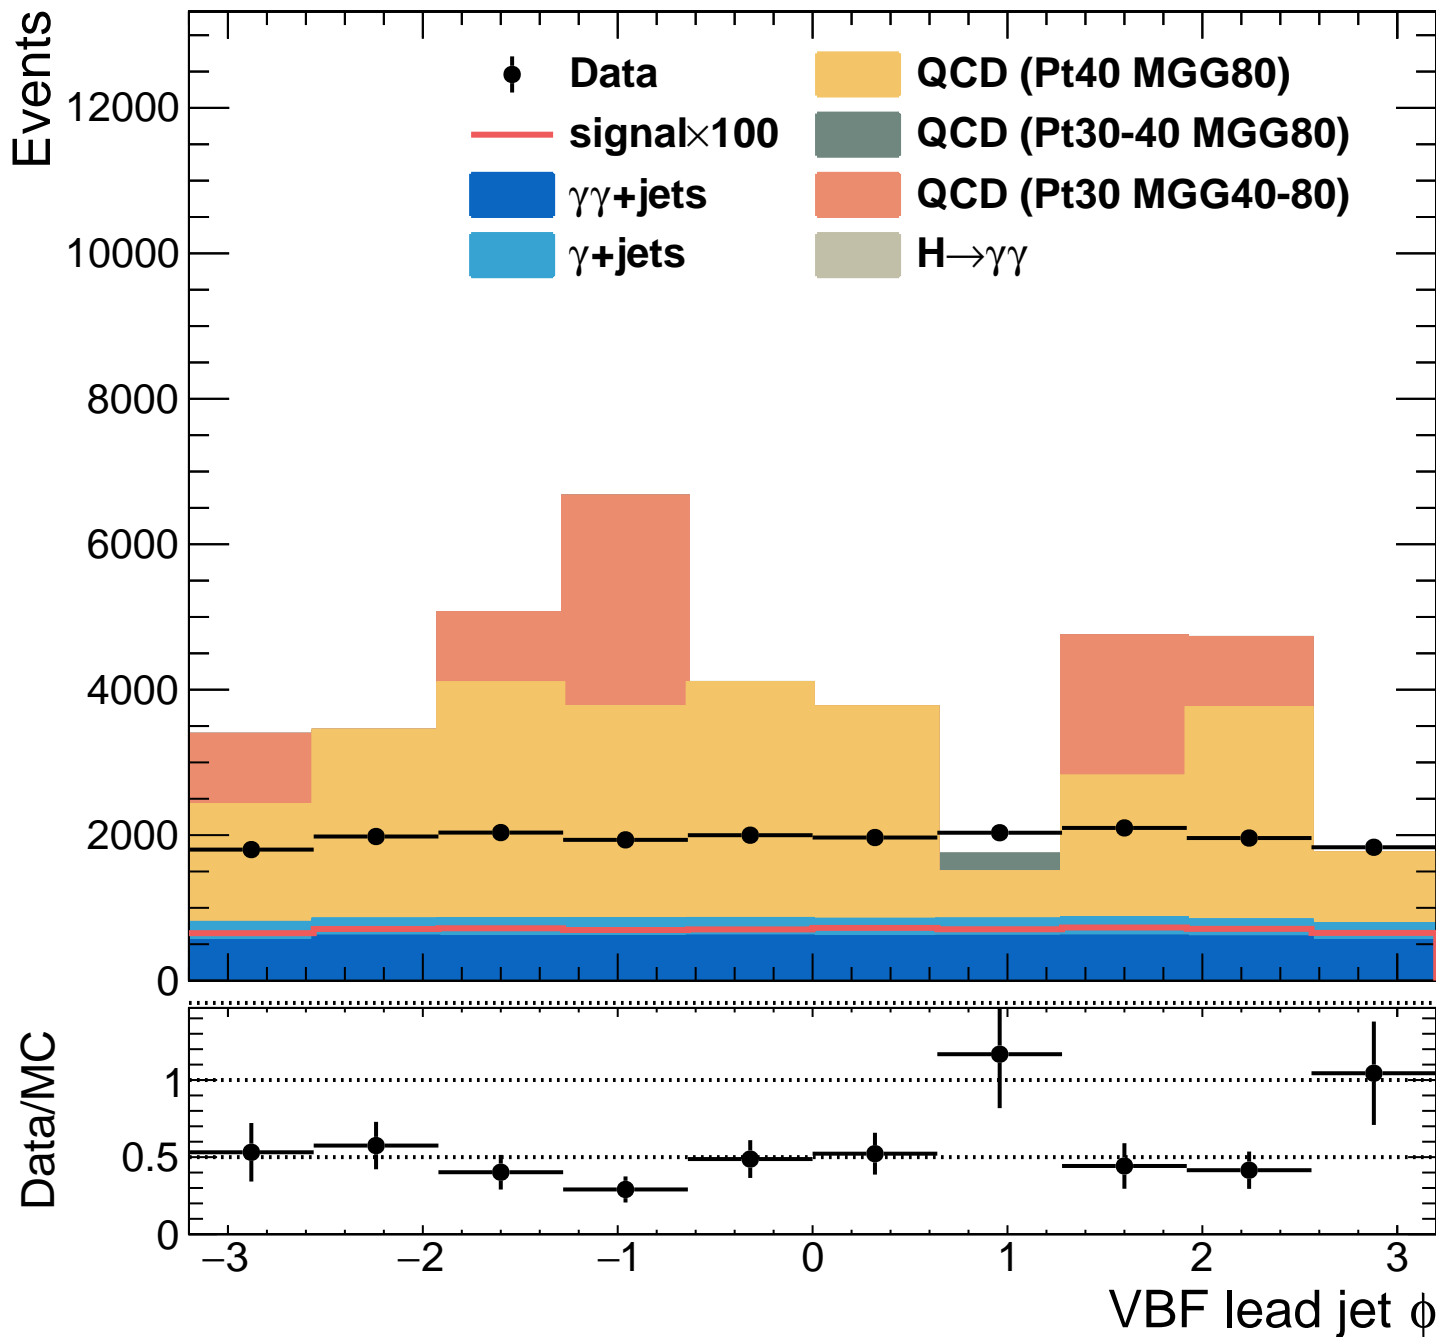 Events
12000
10000
8000
6000
4000
2000
0
Data
signal×100
γγ+jets
γ+jets
QCD (Pt40 MGG80)
QCD (Pt30-40 MGG80)
QCD (Pt30 MGG40-80)
H→γγ
Data/MC
1
0.5
0
−3 −2 −1 0 1 2 3
VBF lead jet ϕ